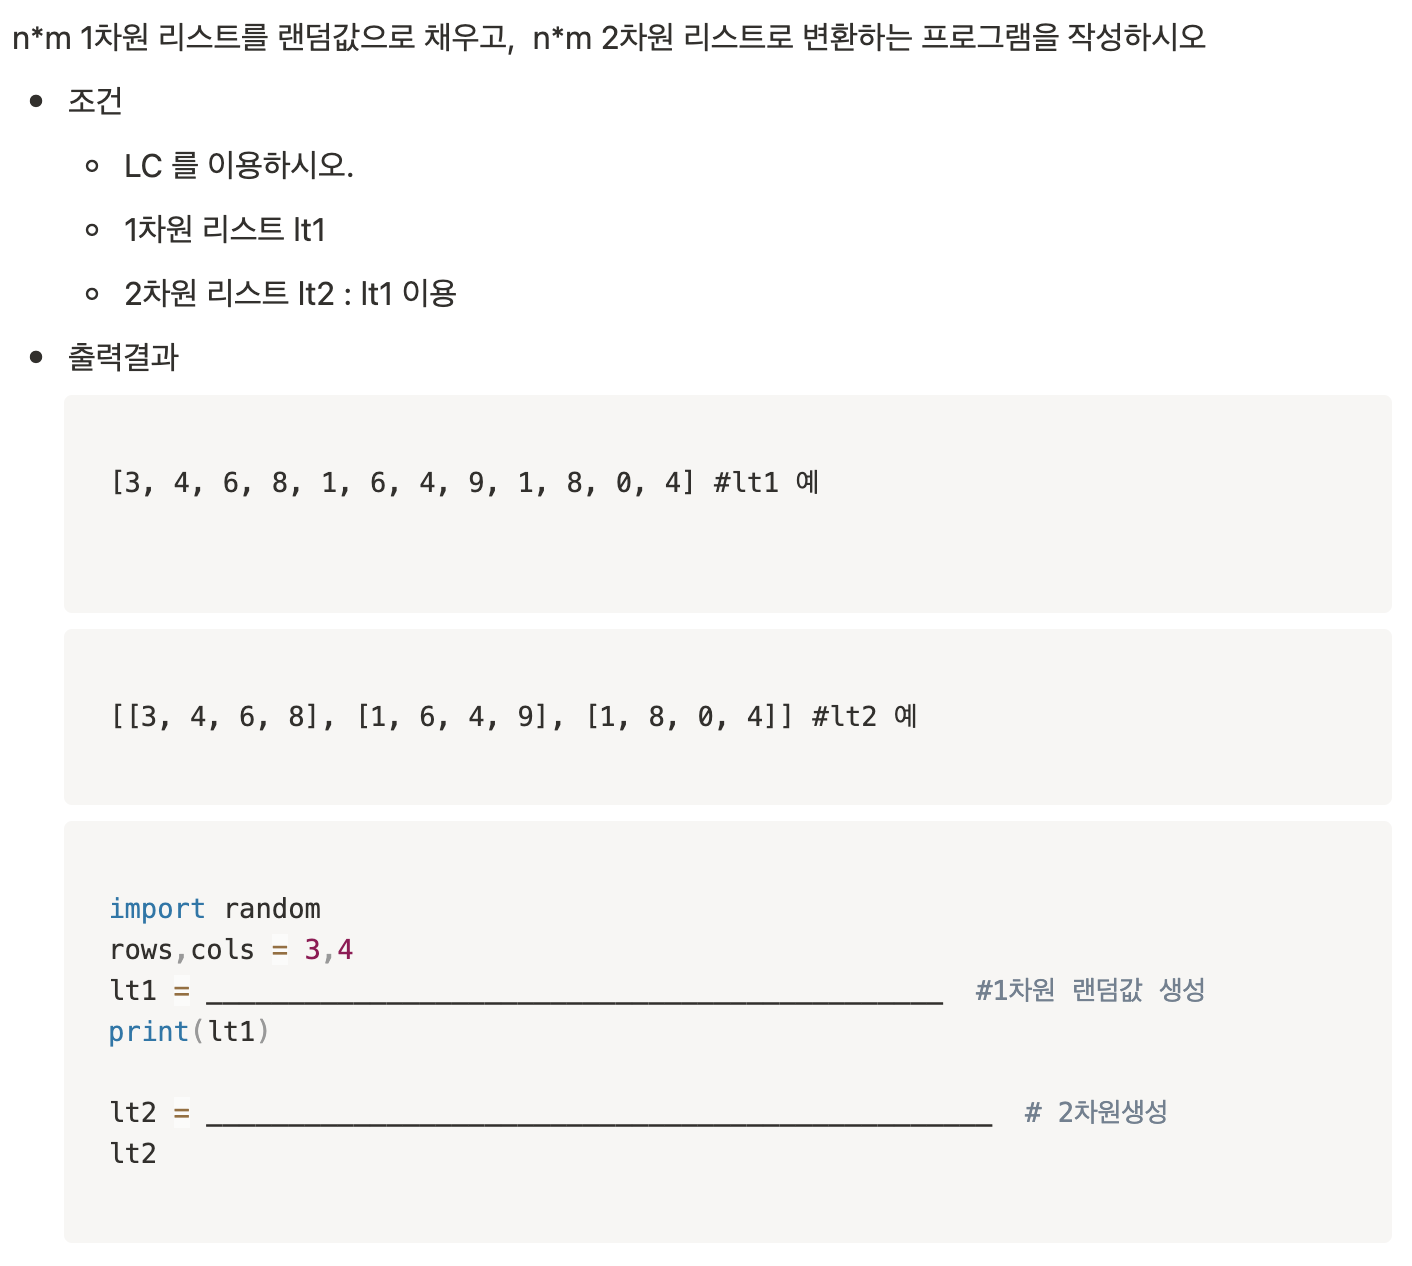 n*m 1차원 리스트를 랜덤값으로 채우고,  n*m 2차원 리스트로 변환하는 프로그램을 작성하시오
조건
LC 를 이용하시오.
1차원 리스트 lt1
2차원 리스트 lt2 : lt1 이용
출력결과
[3, 4, 6, 8, 1, 6, 4, 9, 1, 8, 0, 4] #lt1 예
[[3, 4, 6, 8], [1, 6, 4, 9], [1, 8, 0, 4]] #lt2 예
import random
rows,cols = 3,4
lt1 = _____________________________________________  #1차원 랜덤값 생성
print(lt1)
lt2 = ________________________________________________  # 2차원생성
lt2